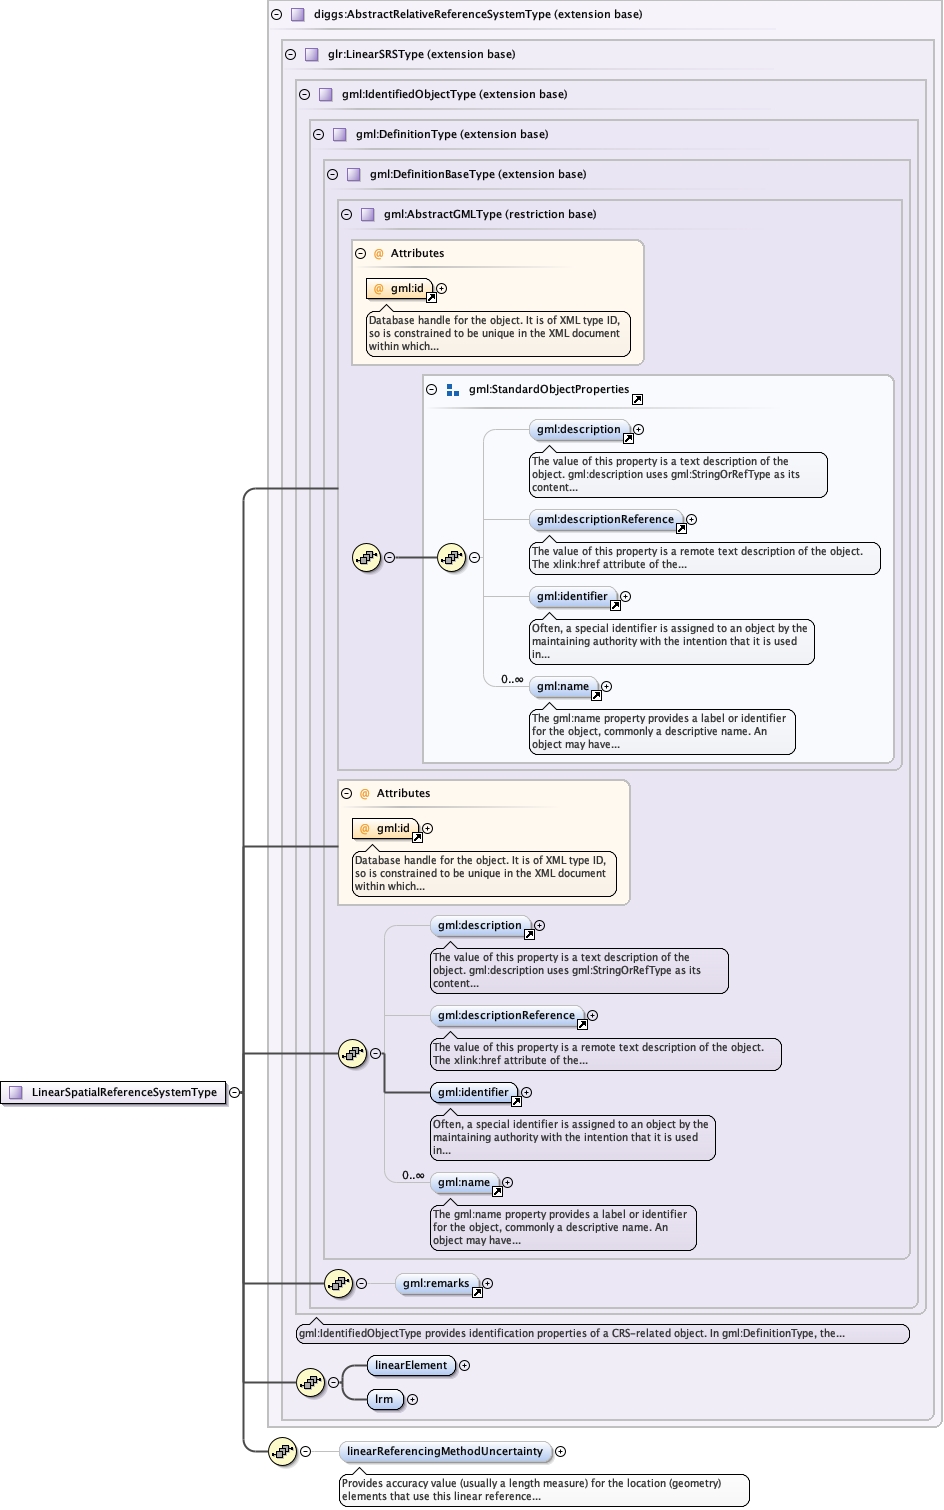 diggs:AbstractRelativeReferenceSystemType (extension base)
glr:LinearSRSType (extension base)
gml:IdentifiedObjectType (extension base)
gml:DefinitionType (extension base)
gml:DefinitionBaseType (extension base)
gml:AbstractGMLType (restriction base)
@ Attributes
@ gml:id
Database handle for the object. It is of XML type ID,
so is constrained to be unique in the XML document
within which...
gml:StandardObjectProperties
gml:description
The value of this property is a text description of the
object. gml:description uses gml:StringOrRefType as its
content...
gml:descriptionReference
The value of this property is a remote text description of the object.
The xlink:href attribute of the...
gml:identifier
Often, a special identifier is assigned to an object by the
maintaining authority with the intention that it is used
in...
0..∞
gml:name
The gml:name property provides a label or identifier
for the object, commonly a descriptive name. An
object may have...
@ Attributes
@ gml:id
Database handle for the object. It is of XML type ID,
so is constrained to be unique in the XML document
within which...
gml:description
The value of this property is a text description of the
object. gml:description uses gml:StringOrRefType as its
content...
gml:descriptionReference
The value of this property is a remote text description of the object.
The xlink:href attribute of the...
LinearSpatialReferenceSystemType
gml:identifier
Often, a special identifier is assigned to an object by the
maintaining authority with the intention that it is used
in...
0..∞
gml:name
The gml:name property provides a label or identifier
for the object, commonly a descriptive name. An
object may have...
gml:remarks
gml:IdentifiedObjectType provides identification properties of a CRS-related object. In gml:DefinitionType, the...
linearElement
lrm
linearReferencingMethodUncertainty
Provides accuracy value (usually a length measure) for the location (geometry)
elements that use this linear reference...